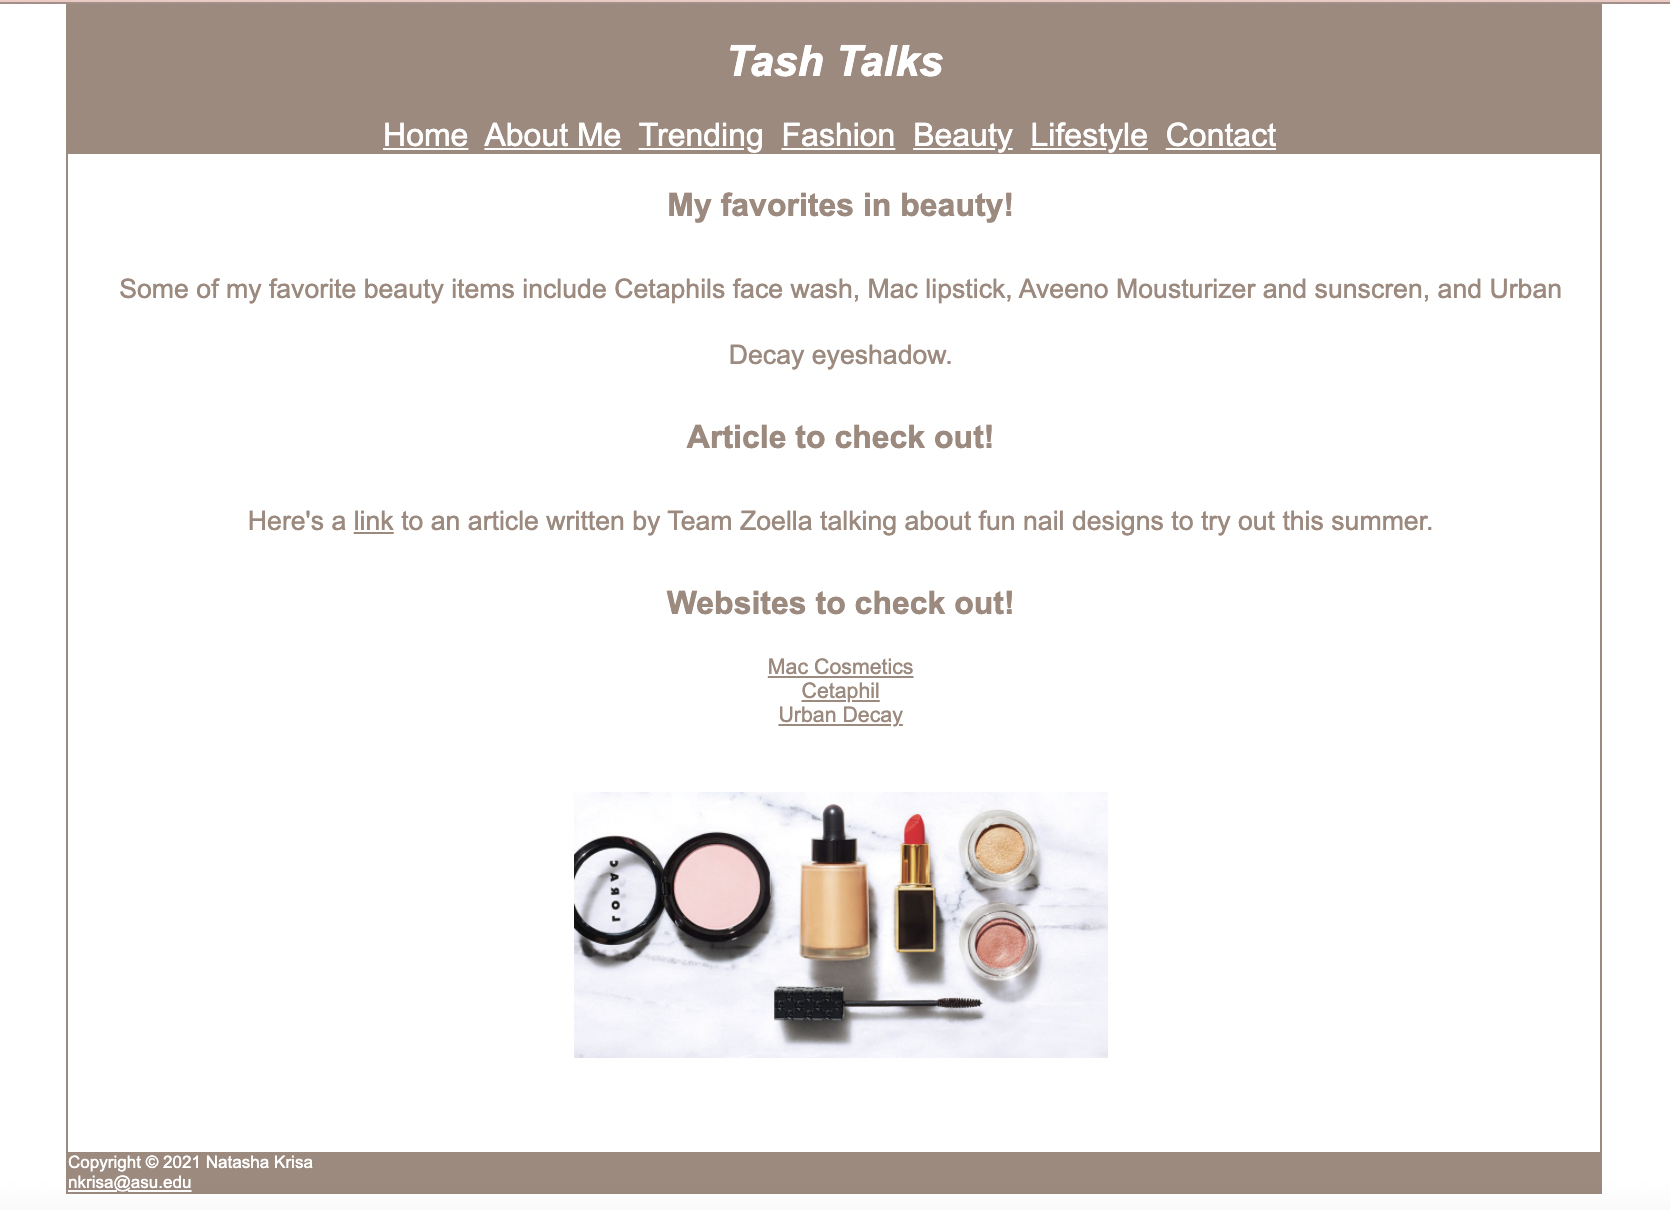 Tash Talks
Home About Me Trending Fashion Beauty Lifestyle Contact
My favorites in beauty!
Some of my favorite beauty items include Cetaphils face wash, Mac lipstick, Aveeno Mousturizer and sunscren, and Urban
Decay eyeshadow.
Article to check out!
Here's a link to an article written by Team Zoella talking about fun nail designs to try out this summer.
Websites to check out!
Mac Cosmetics
Cetaphil
Urban Decay
LORAC
Copyright © 2021 Natasha Krisa
nkrisa@asu.edu